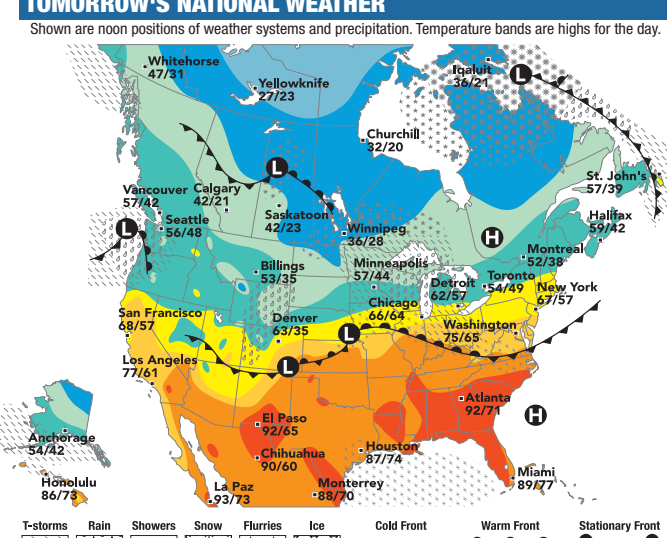 TOMORROW'S NATIONAL WEATHER
Shown are noon positions of weather systems and precipitation. Temperature bands are highs for the day.
Whitehorse
47/31
Yellowknife
27/23
Iqaluit
36/21
L
Churchill
32/20
L
St. John's
57/39
Vancouver
57/42
Calgary
42/21
Saskatoon
42/23
Halifax
59/42
L
Seattle
56/48
Winnipeg
36/28
H
Montreal
52/38
Billings
53/35
Minneapolis
57/44
Toronto
54/49
Detroit
62/57
New York
67/57
San Francisco
68/57
Denver
63/35
Chicago
66/64
Washington
75/65
L
Los Angeles
77/61
L
Atlanta
92/71
H
El Paso
92/65
Anchorage
54/42
Chihuahua
90/60
Houston
87/74
Honolulu
86/73
La Paz
93/73
Monterrey
88/70
Miami
89/77
T-storms Rain Showers Snow Flurries Ice Cold Front Warm Front Stationary Front